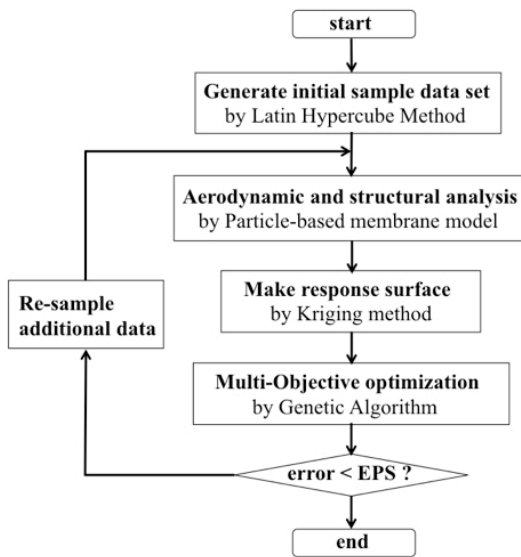 start
Generate initial sample data set
by Latin Hypercube Method
Aerodynamic and structural analysis
by Particle-based membrane model
Make response surface
by Kriging method
Re-sample
additional data
Multi-Objective optimization
by Genetic Algorithm
error < EPS ?
end